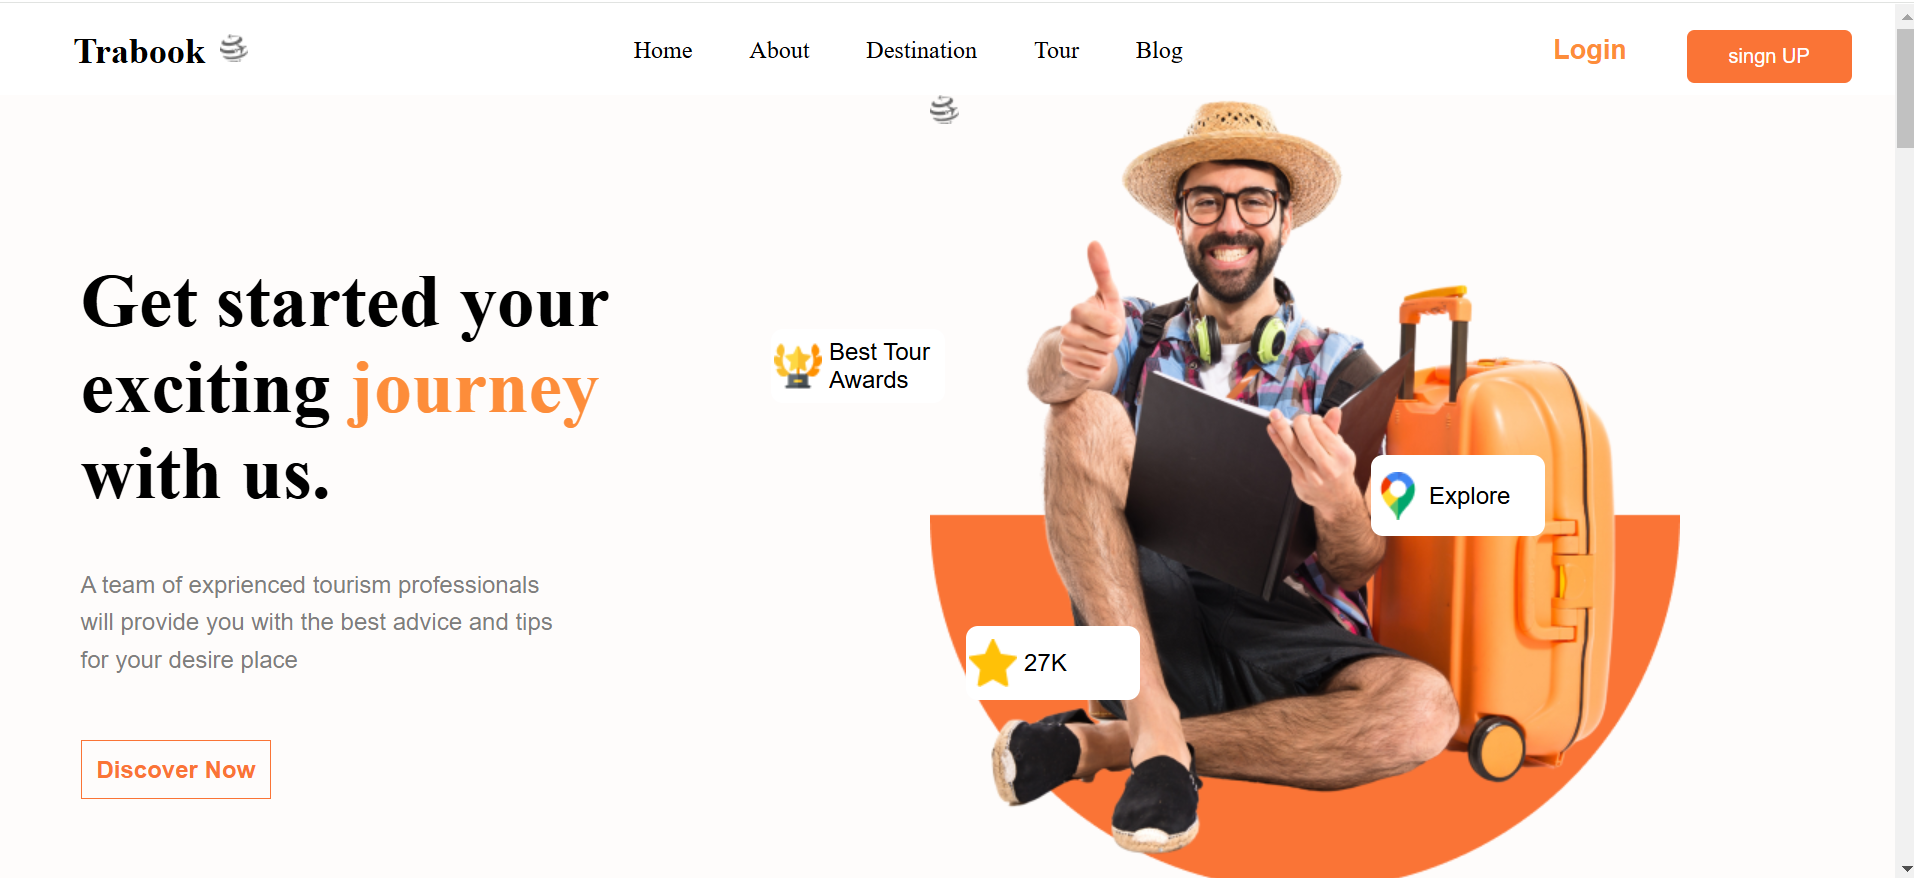 Trabook
Home About Destination Tour Blog
Login
singn UP
Get started your
exciting journey
with us.
A team of exprienced tourism professionals
will provide you with the best advice and tips
for your desire place
Discover Now
Best Tour
Awards
Explore
27K